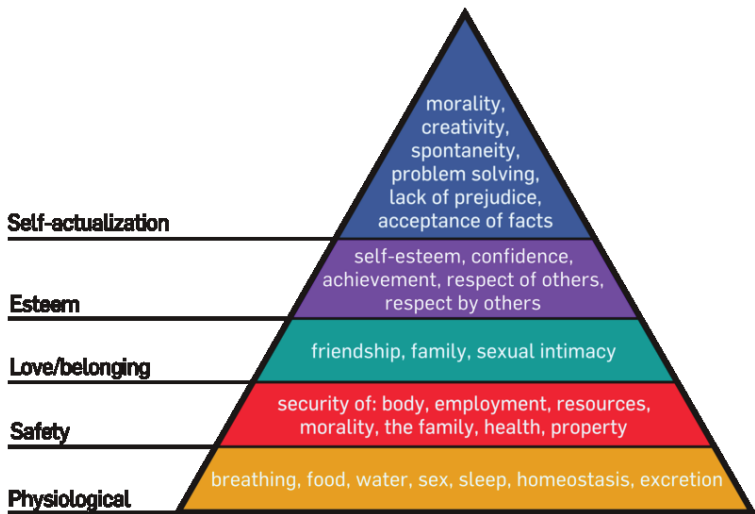 morality,
creativity,
spontaneity,
problem solving,
lack of prejudice,
acceptance of facts
Self-actualization
self-esteem, confidence,
achievement, respect of others,
respect by others
Esteem
friendship, family, sexual intimacy
Love/belonging
security of: body, employment, resources,
morality, the family, health, property
Safety
breathing, food, water, sex, sleep, homeostasis, excretion
Physiological